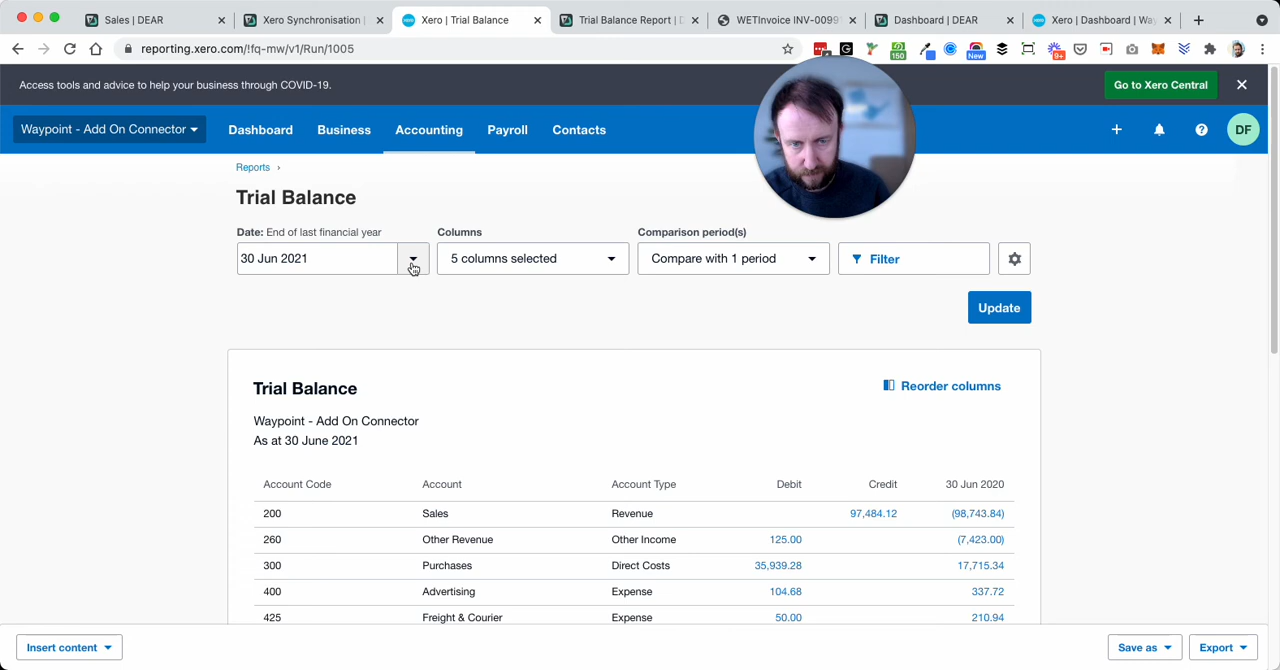 Sales | DEAR
Xero Synchronisation |
Xero | Trial Balance
Trial Balance Report | D
WETInvoice INV-0099
Dashboard | DEAR
Xero | Dashboard | Way
reporting.xero.com/!fq-mw/v1/Run/1005
150
New
9+
Access tools and advice to help your business through COVID-19.
Go to Xero Central
Waypoint - Add On Connector
Dashboard
Business
Accounting
Payroll
Contacts
DF
Reports
Trial Balance
Date: End of last financial year
Columns
Comparison period(s)
30 Jun 2021
5 columns selected
Compare with 1 period
Filter
Update
Trial Balance
Reorder columns
Waypoint - Add On Connector
As at 30 June 2021
Account Code Account Account Type Debit Credit 30 Jun 2020
200 Sales Revenue 97,484.12 (98,743.84)
260 Other Revenue Other Income 125.00 (7,423.00)
300 Purchases Direct Costs 35,939.28 17,715.34
400 Advertising Expense 104.68 337.72
425 Freight & Courier Expense 50.00 210.94
Insert content
Save as
Export